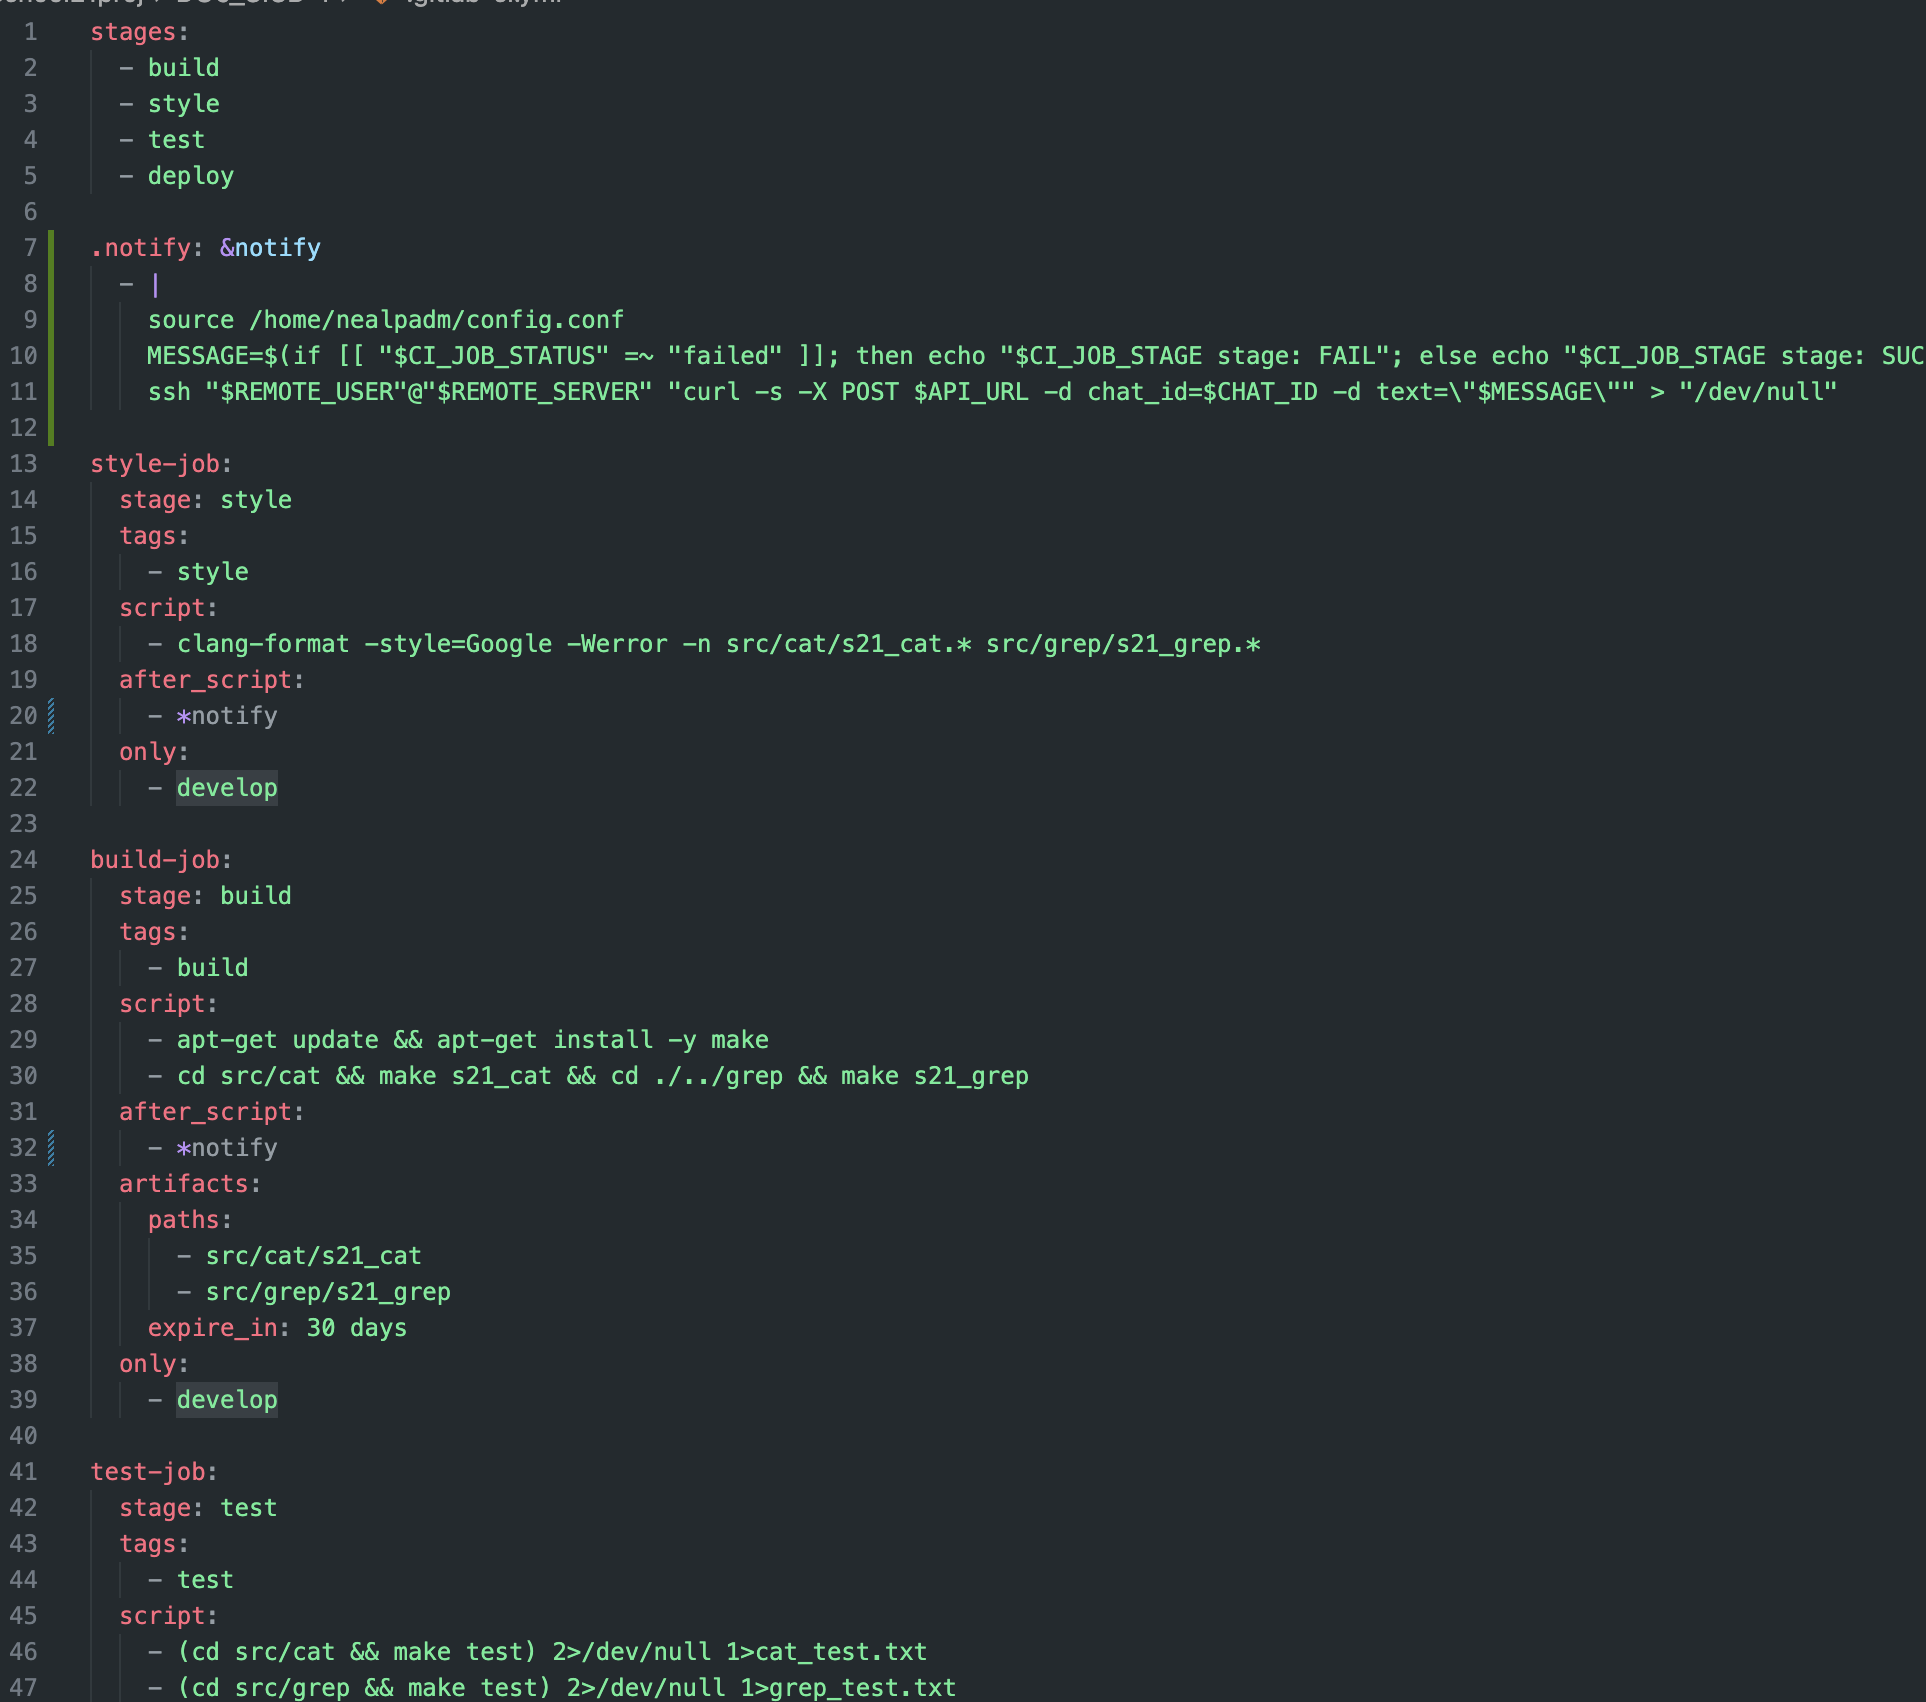 1 stages:
2 - build
3 - style
4 - test
5 - deploy
6
7 .notify: &notify
8 - |
9 source /home/nealpadm/config.conf
10 MESSAGE=$(if [[ "$CI_JOB_STATUS" =~ "failed" ]]; then echo "$CI_JOB_STAGE stage: FAIL"; else echo "$CI_JOB_STAGE stage: SUC
11 ssh "$REMOTE_USER"@"$REMOTE_SERVER" "curl -s -X POST $API_URL -d chat_id=$CHAT_ID -d text=\"$MESSAGE\"" > "/dev/null"
12
13 style-job:
14 stage: style
15 tags:
16 - style
17 script:
18 - clang-format -style=Google -Werror -n src/cat/s21_cat.* src/grep/s21_grep.*
19 after_script:
20 - *notify
21 only:
22 - develop
23
24 build-job:
25 stage: build
26 tags:
27 - build
28 script:
29 - apt-get update && apt-get install -y make
30 - cd src/cat && make s21_cat && cd ./../grep && make s21_grep
31 after_script:
32 - *notify
33 artifacts:
34 paths:
35 - src/cat/s21_cat
36 - src/grep/s21_grep
37 expire_in: 30 days
38 only:
39 - develop
40
41 test-job:
42 stage: test
43 tags:
44 - test
45 script:
46 - (cd src/cat && make test) 2>/dev/null 1>cat_test.txt
47 - (cd src/grep && make test) 2>/dev/null 1>grep_test.txt